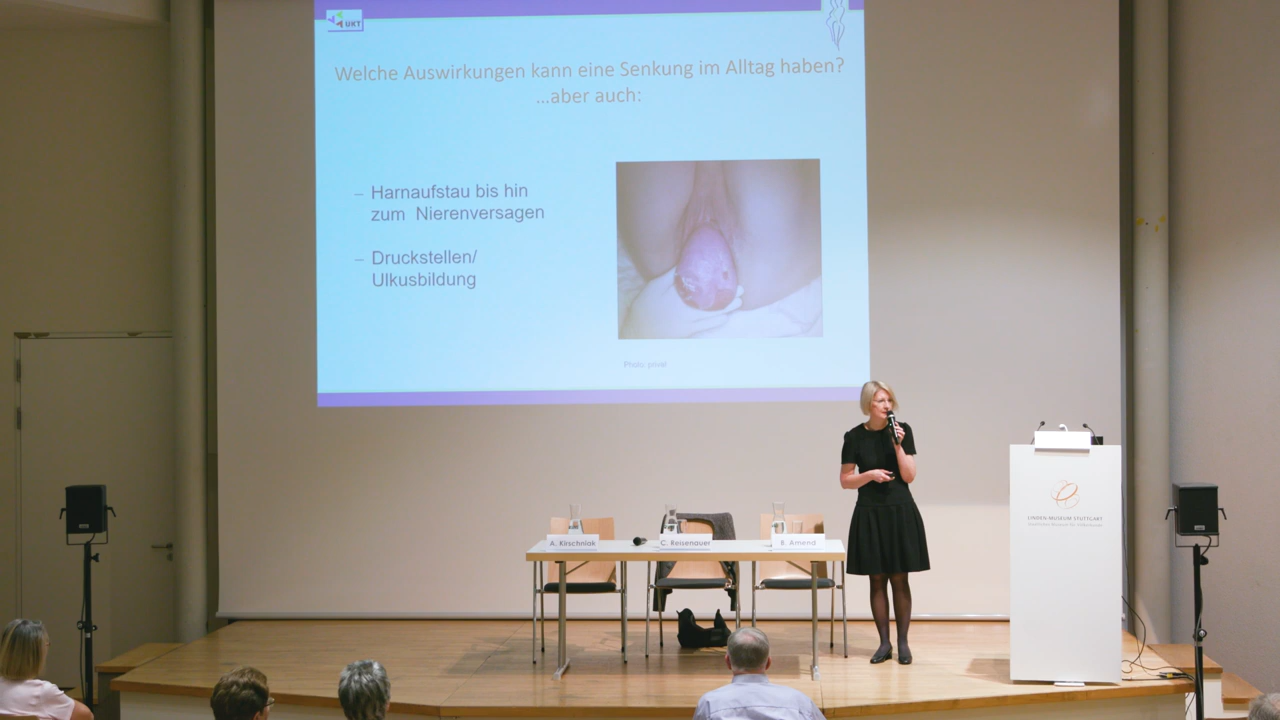 UKT
Welche Auswirkungen kann eine Senkung im Alltag haben?
...aber auch:
– Harnaufstau bis hin
zum Nierenversagen
– Druckstellen/
Ulkusbildung
Photo: privat
A. Kirschniak
C. Reisenauer
B. Amend
LINDEN-MUSEUM STUTTGART